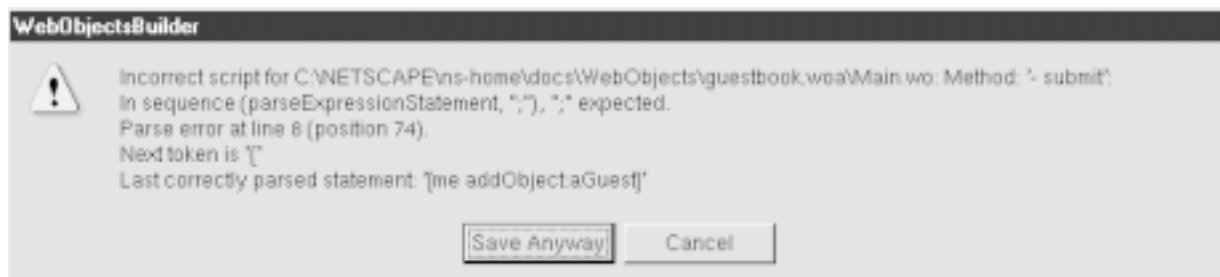 WebObjectsBuilder
Incorrect script for C:\NETSCAPE\ns-home\docs\WebObjects\guestbook.woa\Main.wo: Method: '- submit':
In sequence (parseExpressionStatement, ";"), ";" expected.
Parse error at line 8 (position 74).
Next token is "["
Last correctly parsed statement: '[me addObject:aGuest]'
Save Anyway
Cancel